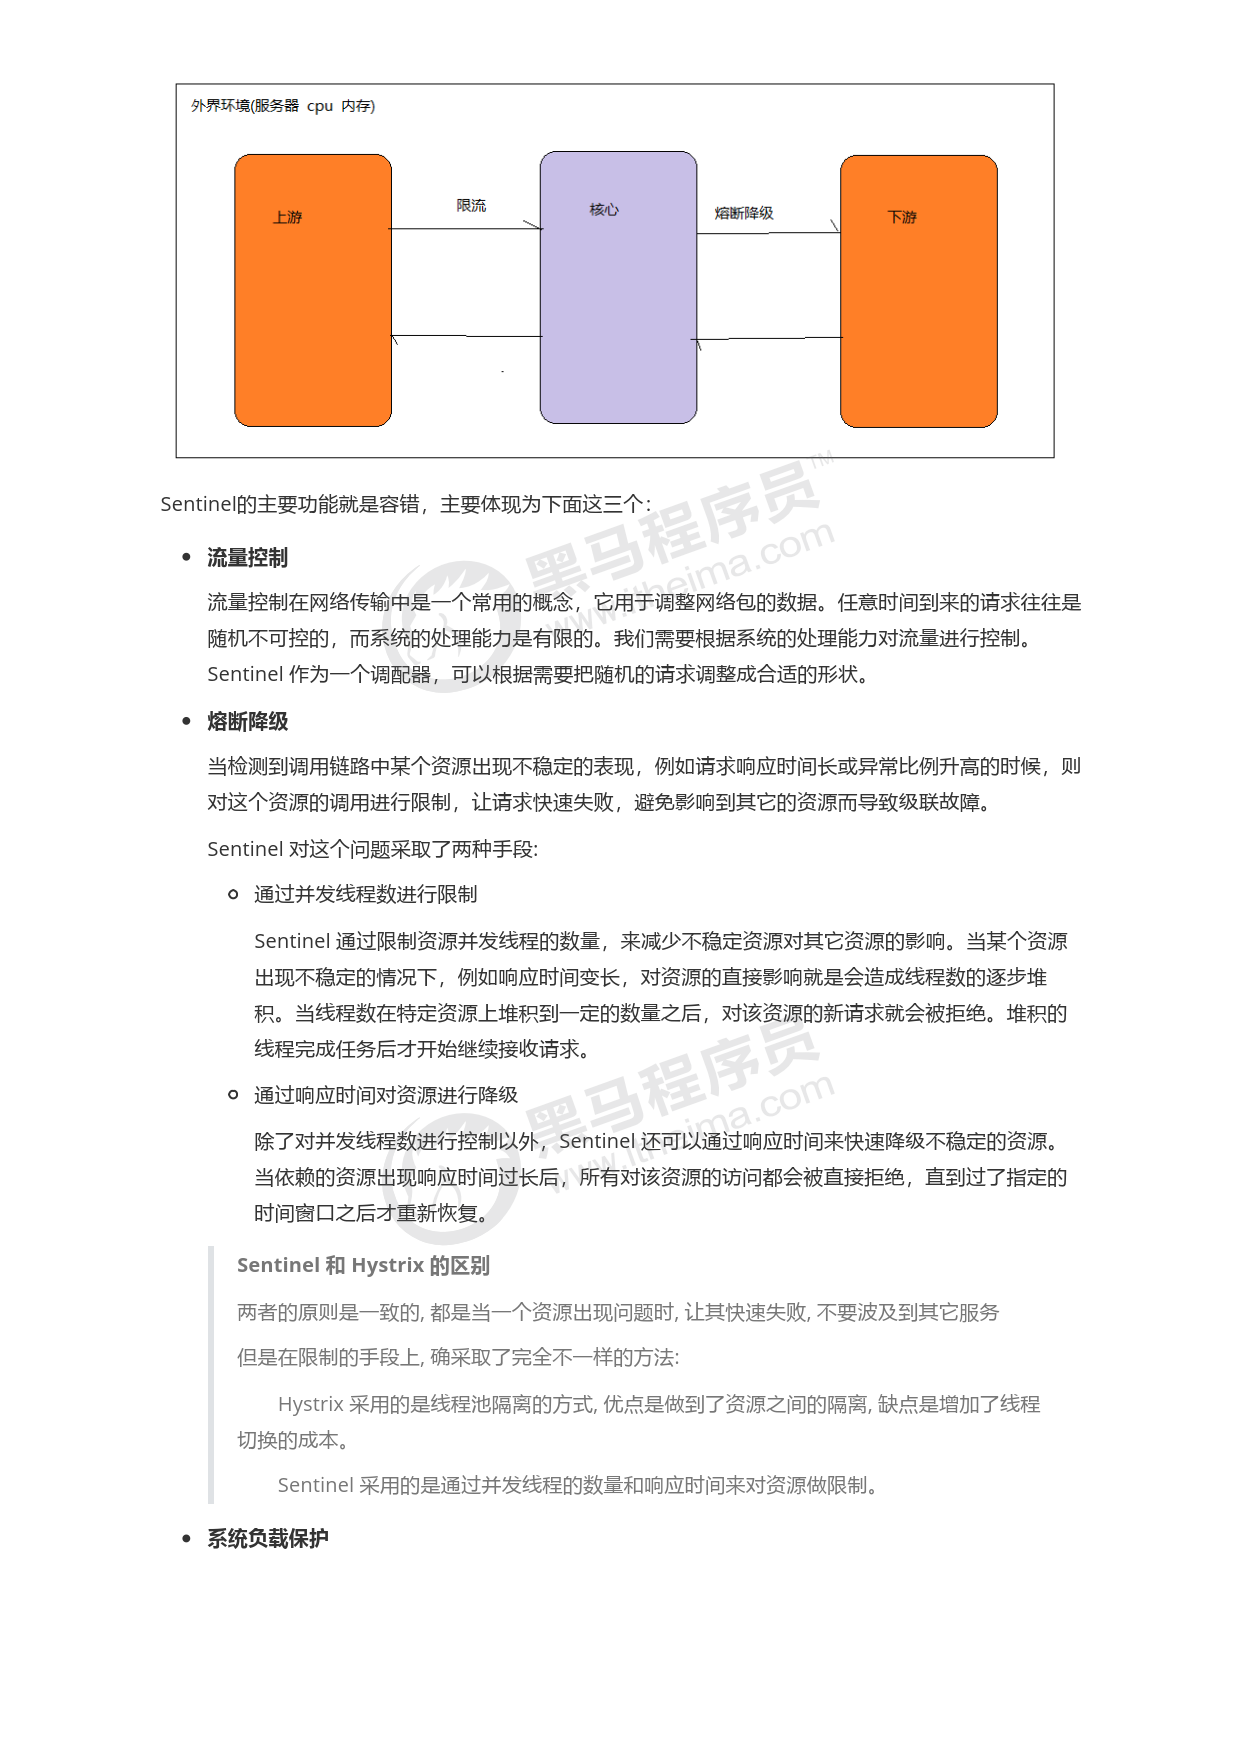 外界环境(服务器 cpu 内存)
上游
限流
核心
熔断降级
下游
Sentinel的主要功能就是容错，主要体现为下面这三个：
流量控制
流量控制在网络传输中是一个常用的概念，它用于调整网络包的数据。任意时间到来的请求往往是
随机不可控的，而系统的处理能力是有限的。我们需要根据系统的处理能力对流量进行控制。
Sentinel 作为一个调配器，可以根据需要把随机的请求调整成合适的形状。
熔断降级
当检测到调用链路中某个资源出现不稳定的表现，例如请求响应时间长或异常比例升高的时候，则
对这个资源的调用进行限制，让请求快速失败，避免影响到其它的资源而导致级联故障。
Sentinel 对这个问题采取了两种手段:
通过并发线程数进行限制
Sentinel 通过限制资源并发线程的数量，来减少不稳定资源对其它资源的影响。当某个资源
出现不稳定的情况下，例如响应时间变长，对资源的直接影响就是会造成线程数的逐步堆
积。当线程数在特定资源上堆积到一定的数量之后，对该资源的新请求就会被拒绝。堆积的
线程完成任务后才开始继续接收请求。
通过响应时间对资源进行降级
除了对并发线程数进行控制以外，Sentinel 还可以通过响应时间来快速降级不稳定的资源。
当依赖的资源出现响应时间过长后，所有对该资源的访问都会被直接拒绝，直到过了指定的
时间窗口之后才重新恢复。
Sentinel 和 Hystrix 的区别
两者的原则是一致的, 都是当一个资源出现问题时, 让其快速失败, 不要波及到其它服务
但是在限制的手段上, 确采取了完全不一样的方法:
Hystrix 采用的是线程池隔离的方式, 优点是做到了资源之间的隔离, 缺点是增加了线程
切换的成本。
Sentinel 采用的是通过并发线程的数量和响应时间来对资源做限制。
系统负载保护
黑马程序员™
www.itheima.com
黑马程序员
www.itheima.com